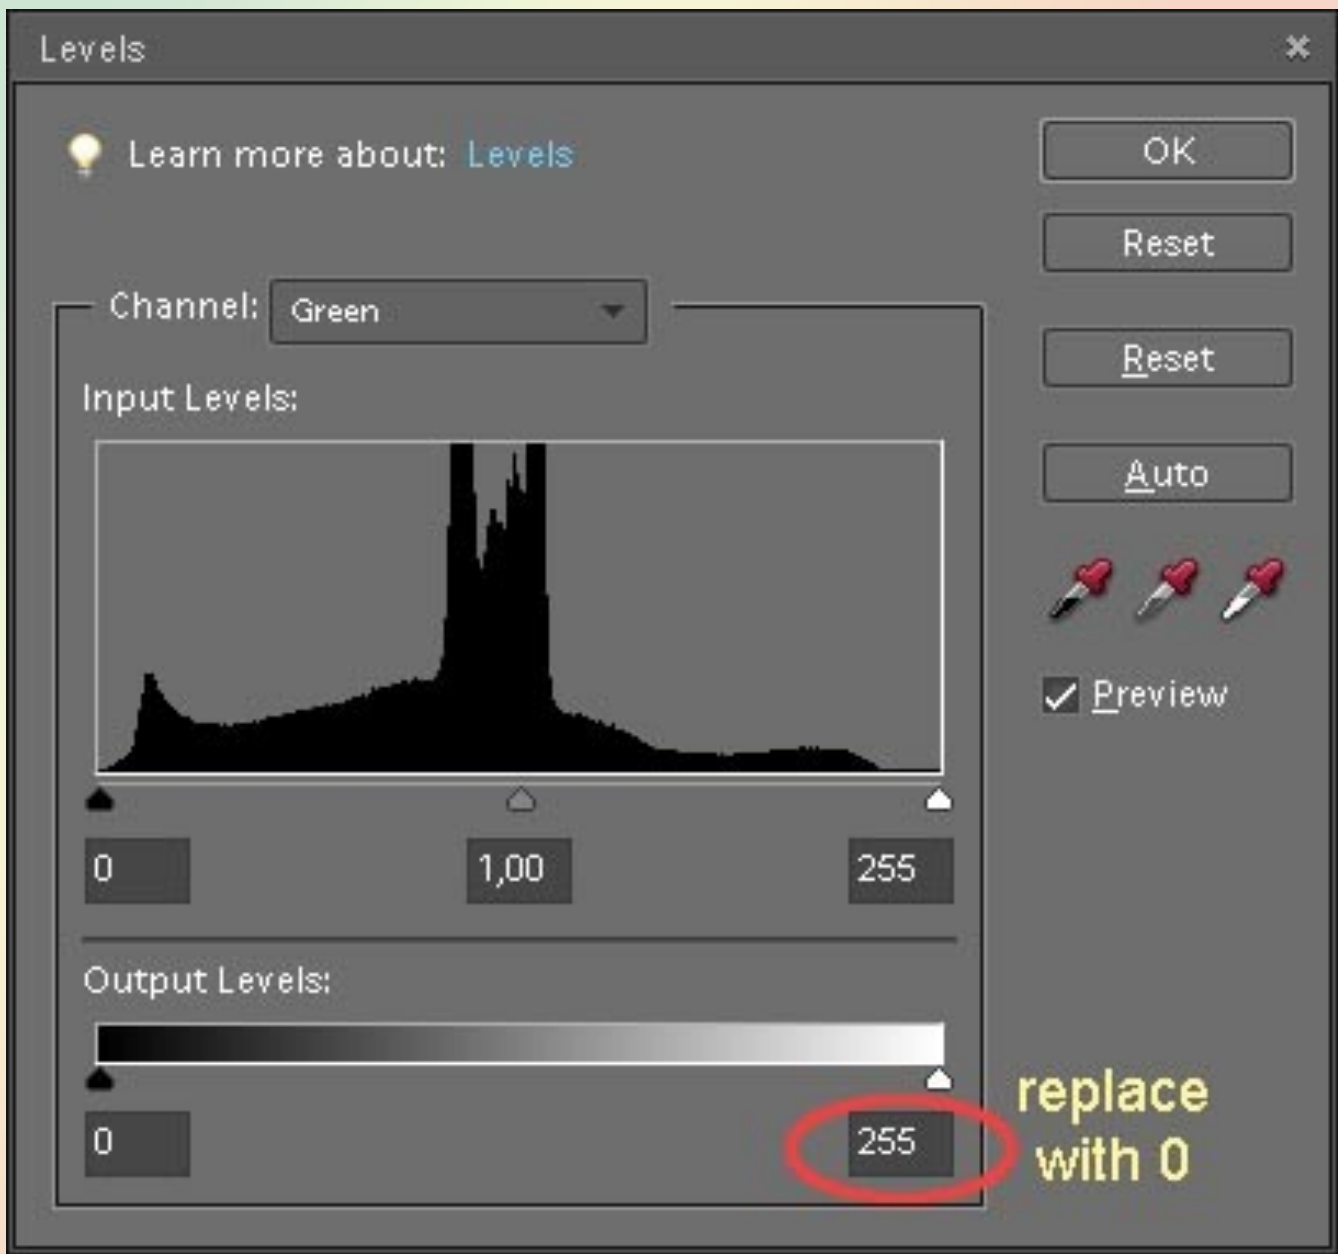 Levels
Learn more about: Levels
OK
Reset
Channel: Green
Reset
Input Levels:
Auto
Preview
0
1,00
255
Output Levels:
0
255
replace
with 0